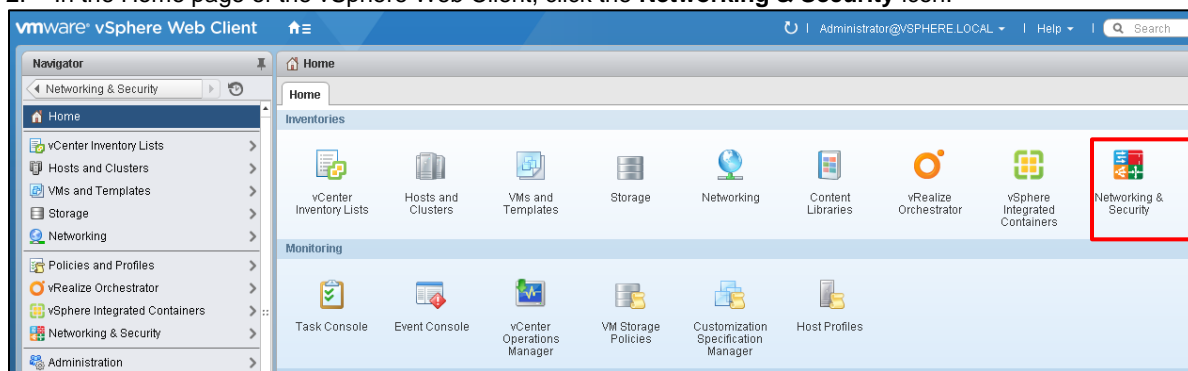 2. In the Home page of the vSphere Web Client, click the Networking & Security icon.
vmware® vSphere Web Client
Administrator@VSPHERE.LOCAL
Help
Search
Navigator
Home
Networking & Security
Home
Home
Inventories
vCenter Inventory Lists
Hosts and Clusters
VMs and Templates
Storage
Networking
Policies and Profiles
vRealize Orchestrator
vSphere Integrated Containers
Networking & Security
Administration
vCenter
Inventory Lists
Hosts and
Clusters
VMs and
Templates
Storage
Networking
Content
Libraries
vRealize
Orchestrator
vSphere
Integrated
Containers
Networking &
Security
Monitoring
Task Console
Event Console
vCenter
Operations
Manager
VM Storage
Policies
Customization
Specification
Manager
Host Profiles